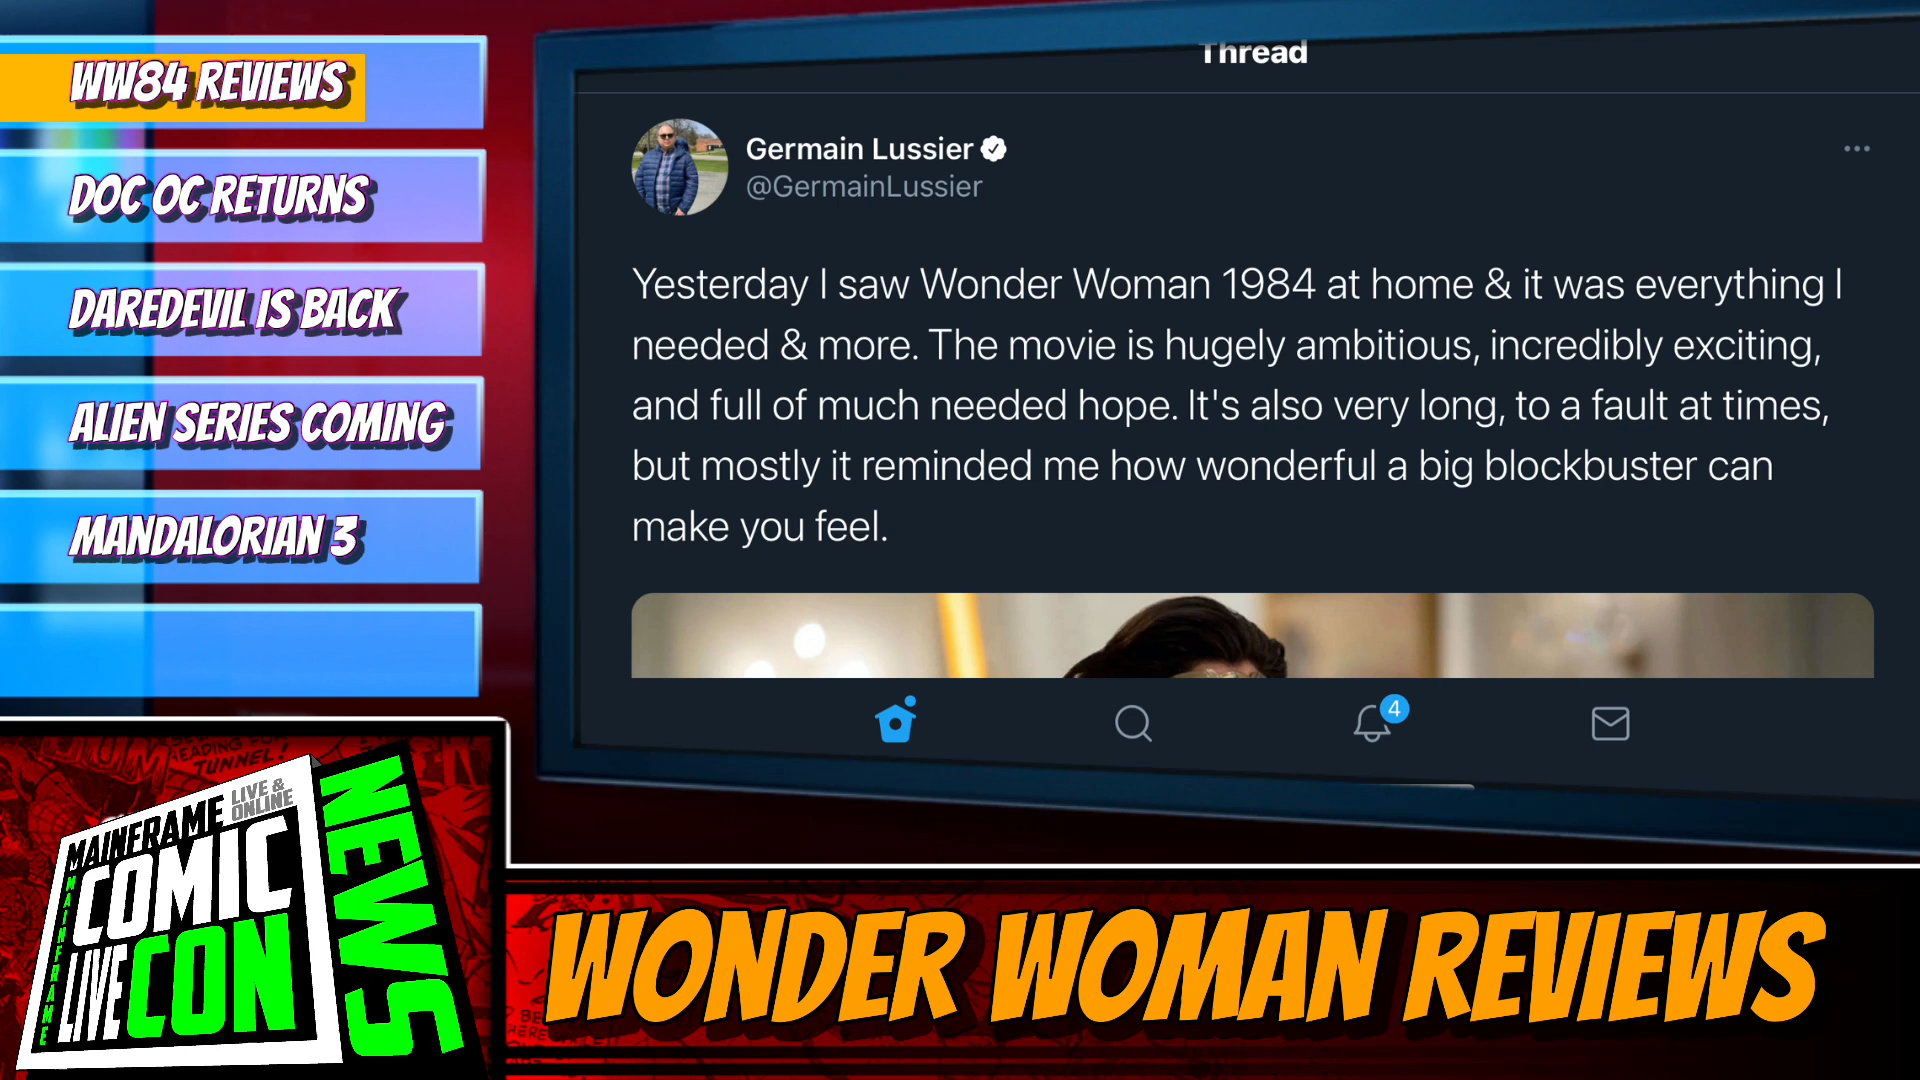 WW84 REVIEWS
DOC OC RETURNS
DAREDEVIL IS BACK
ALIEN SERIES COMING
MANDALORIAN 3
Thread
Germain Lussier
@GermainLussier
Yesterday I saw Wonder Woman 1984 at home & it was everything I
needed & more. The movie is hugely ambitious, incredibly exciting,
and full of much needed hope. It's also very long, to a fault at times,
but mostly it reminded me how wonderful a big blockbuster can
make you feel.
4
TUNNEL!
MAINFRAME
LIVE &
ONLINE
COMIC
LIVE CON
MAINFRAME
NEWS
WONDER WOMAN REVIEWS